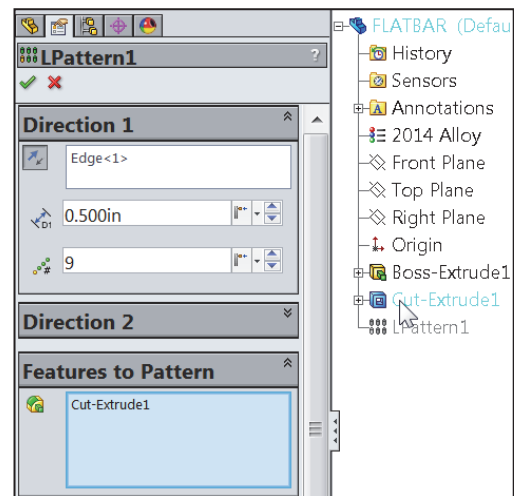 LPattern1
?
Direction 1
Edge<1>
D1
0.500in
#
9
Direction 2
Features to Pattern
Cut-Extrude1
FLATBAR (Defau
History
Sensors
A Annotations
2014 Alloy
Front Plane
Top Plane
Right Plane
Origin
Boss-Extrude1
Cut-Extrude1
LPattern1